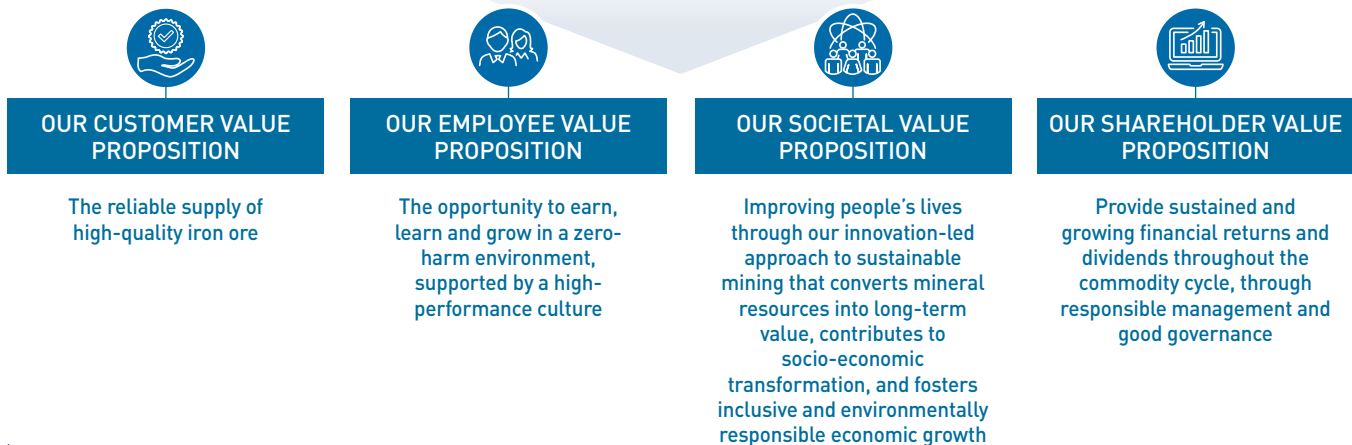 OUR CUSTOMER VALUE
PROPOSITION
The reliable supply of
high-quality iron ore
OUR EMPLOYEE VALUE
PROPOSITION
The opportunity to earn,
learn and grow in a zero-
harm environment,
supported by a high-
performance culture
OUR SOCIETAL VALUE
PROPOSITION
Improving people’s lives
through our innovation-led
approach to sustainable
mining that converts mineral
resources into long-term
value, contributes to
socio-economic
transformation, and fosters
inclusive and environmentally
responsible economic growth
OUR SHAREHOLDER VALUE
PROPOSITION
Provide sustained and
growing financial returns and
dividends throughout the
commodity cycle, through
responsible management and
good governance